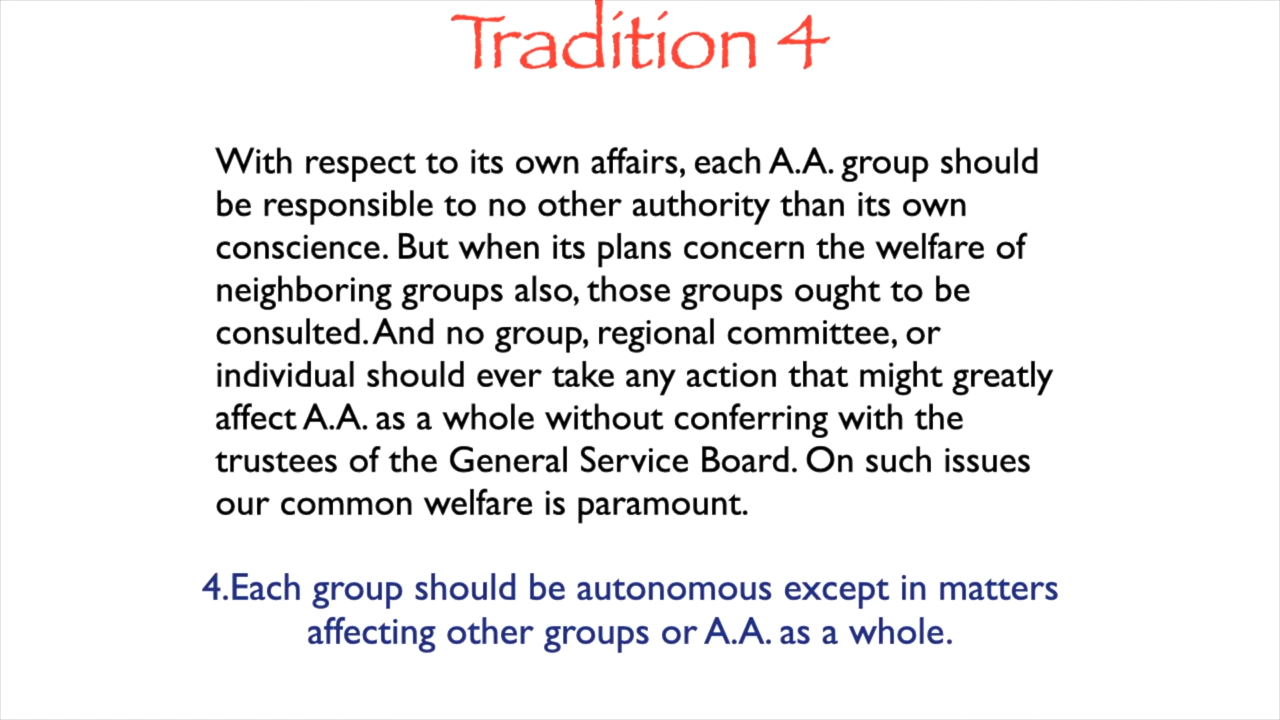 Tradition 4
With respect to its own affairs, each A.A. group should
be responsible to no other authority than its own
conscience. But when its plans concern the welfare of
neighboring groups also, those groups ought to be
consulted. And no group, regional committee, or
individual should ever take any action that might greatly
affect A.A. as a whole without conferring with the
trustees of the General Service Board. On such issues
our common welfare is paramount.
4.Each group should be autonomous except in matters
affecting other groups or A.A. as a whole.